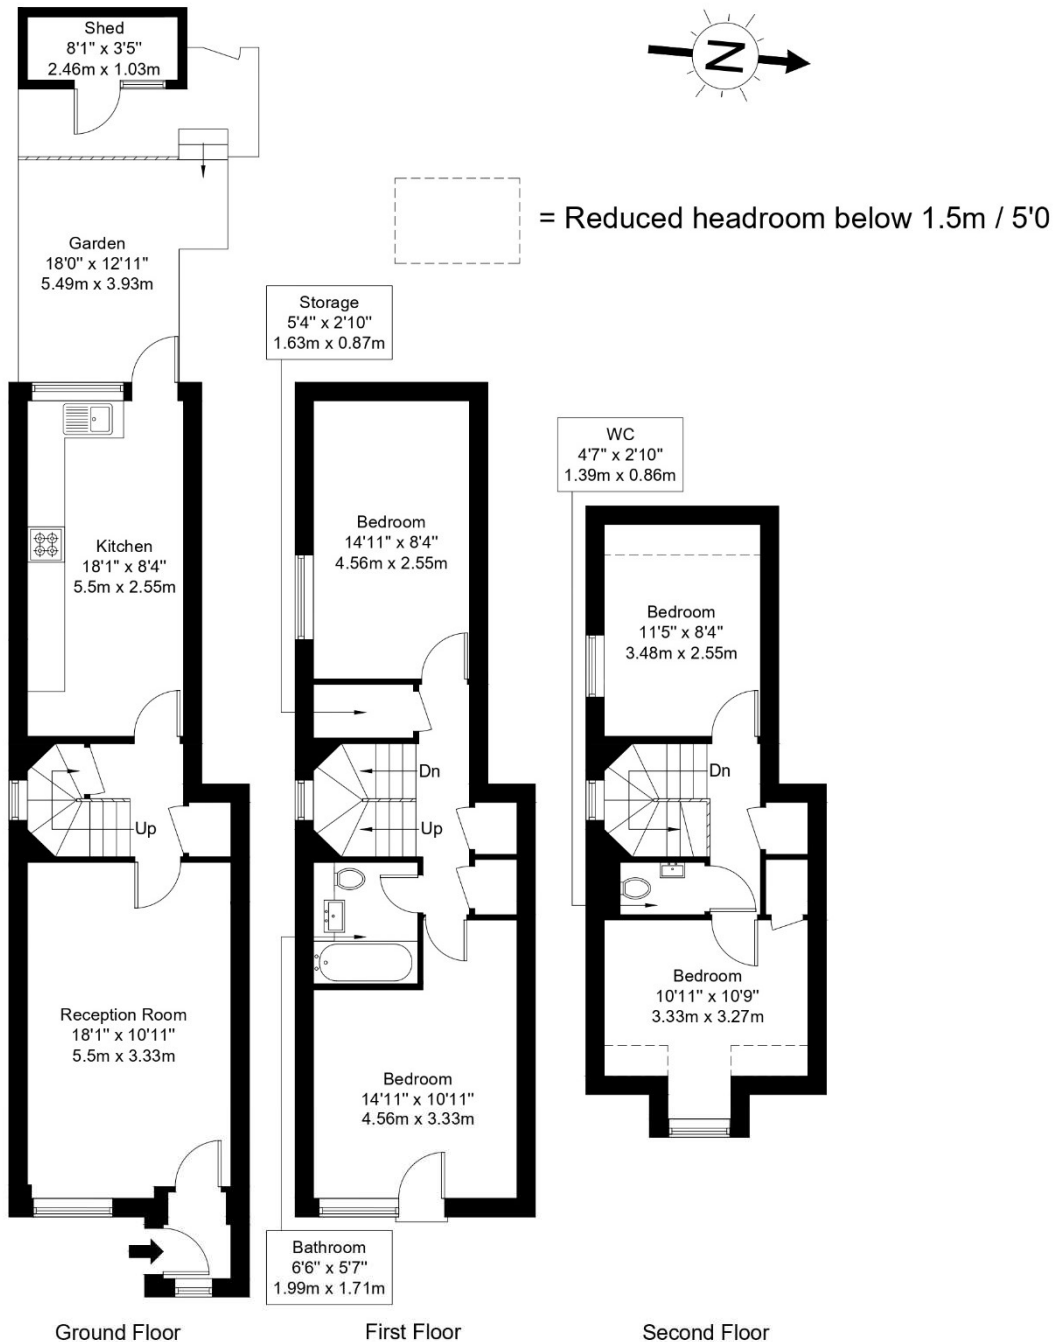 Shed
8'1" x 3'5"
2.46m x 1.03m
N
= Reduced headroom below 1.5m / 5'0
Garden
18'0" x 12'11"
5.49m x 3.93m
Storage
5'4" x 2'10"
1.63m x 0.87m
WC
4'7" x 2'10"
1.39m x 0.86m
Kitchen
18'1" x 8'4"
5.5m x 2.55m
Bedroom
14'11" x 8'4"
4.56m x 2.55m
Bedroom
11'5" x 8'4"
3.48m x 2.55m
Up
Dn
Up
Dn
Reception Room
18'1" x 10'11"
5.5m x 3.33m
Bedroom
14'11" x 10'11"
4.56m x 3.33m
Bedroom
10'11" x 10'9"
3.33m x 3.27m
Bathroom
6'6" x 5'7"
1.99m x 1.71m
Ground Floor
First Floor
Second Floor